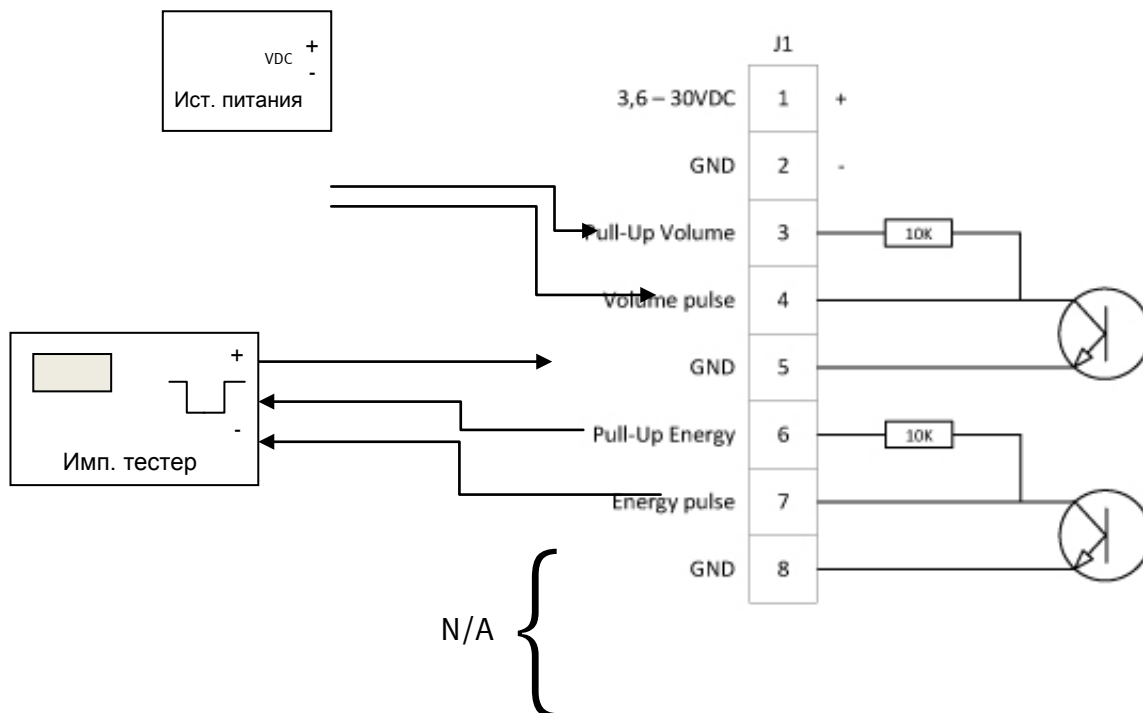 VDC +
-
Ист. питания
J1
3,6 – 30VDC 1 +
GND 2 -
Pull-Up Volume 3 10K
Volume pulse 4
GND 5
Pull-Up Energy 6 10K
Energy pulse 7
GND 8
+
-
Имп. тестер
N/A